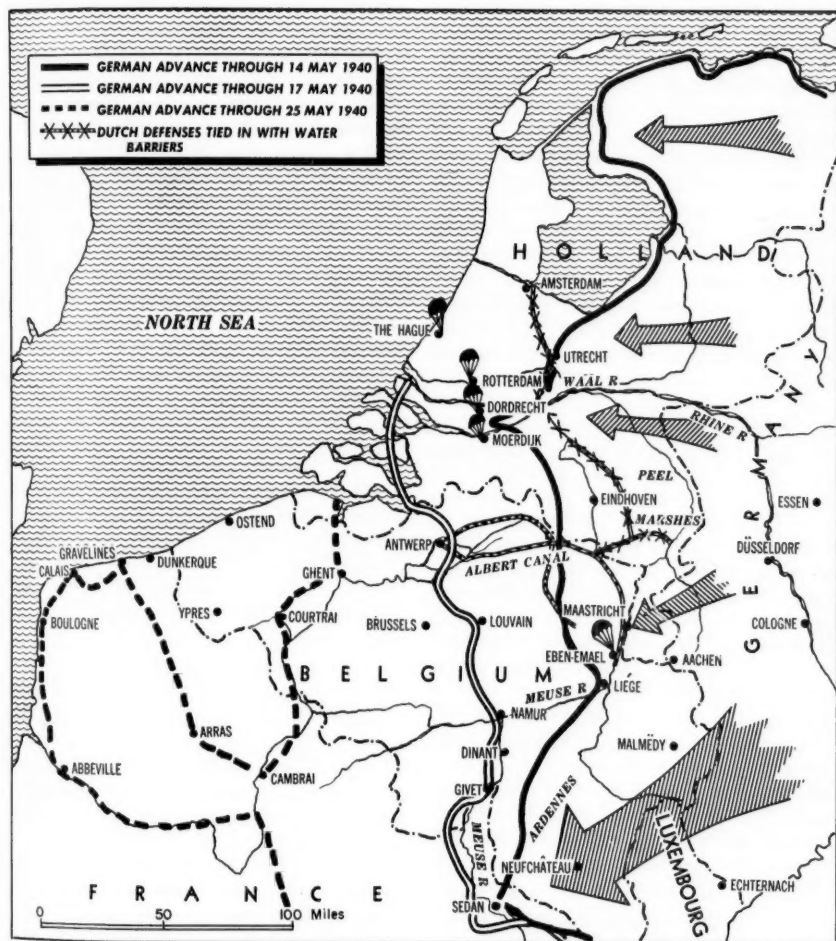 GERMAN ADVANCE THROUGH 14 MAY 1940
GERMAN ADVANCE THROUGH 17 MAY 1940
GERMAN ADVANCE THROUGH 25 MAY 1940
DUTCH DEFENSES TIED IN WITH WATER
BARRIERS
HOLLAND
AMSTERDAM
NORTH SEA
THE HAGUE
UTRECHT
ROTTERDAM
WAAL R
DORDRECHT
RHINE R
MOERDIJK
GERMANY
PEEL
MARSHES
EINDHOVEN
ESSEN
OSTEND
ANTWERP
ALBERT CANAL
DÜSSELDORF
GRAVELINES
DUNKERQUE
CALAIS
GHENT
MAASTRICHT
BOULOGNE
YPRES
COURTRAI
BRUSSELS
LOUVAIN
COLOGNE
EBEN-EMAEL
AACHEN
BELGIUM
MEUSE R
LIÉGE
NAMUR
ARRAS
DINANT
MALMÉDY
ABBEVILLE
CAMBRAI
GIVET
ARDENNES
MEUSE R
LUXEMBOURG
NEUFCHÂTEAU
ECHTERNACH
FRANCE
SEDAN
0 50 100
Miles